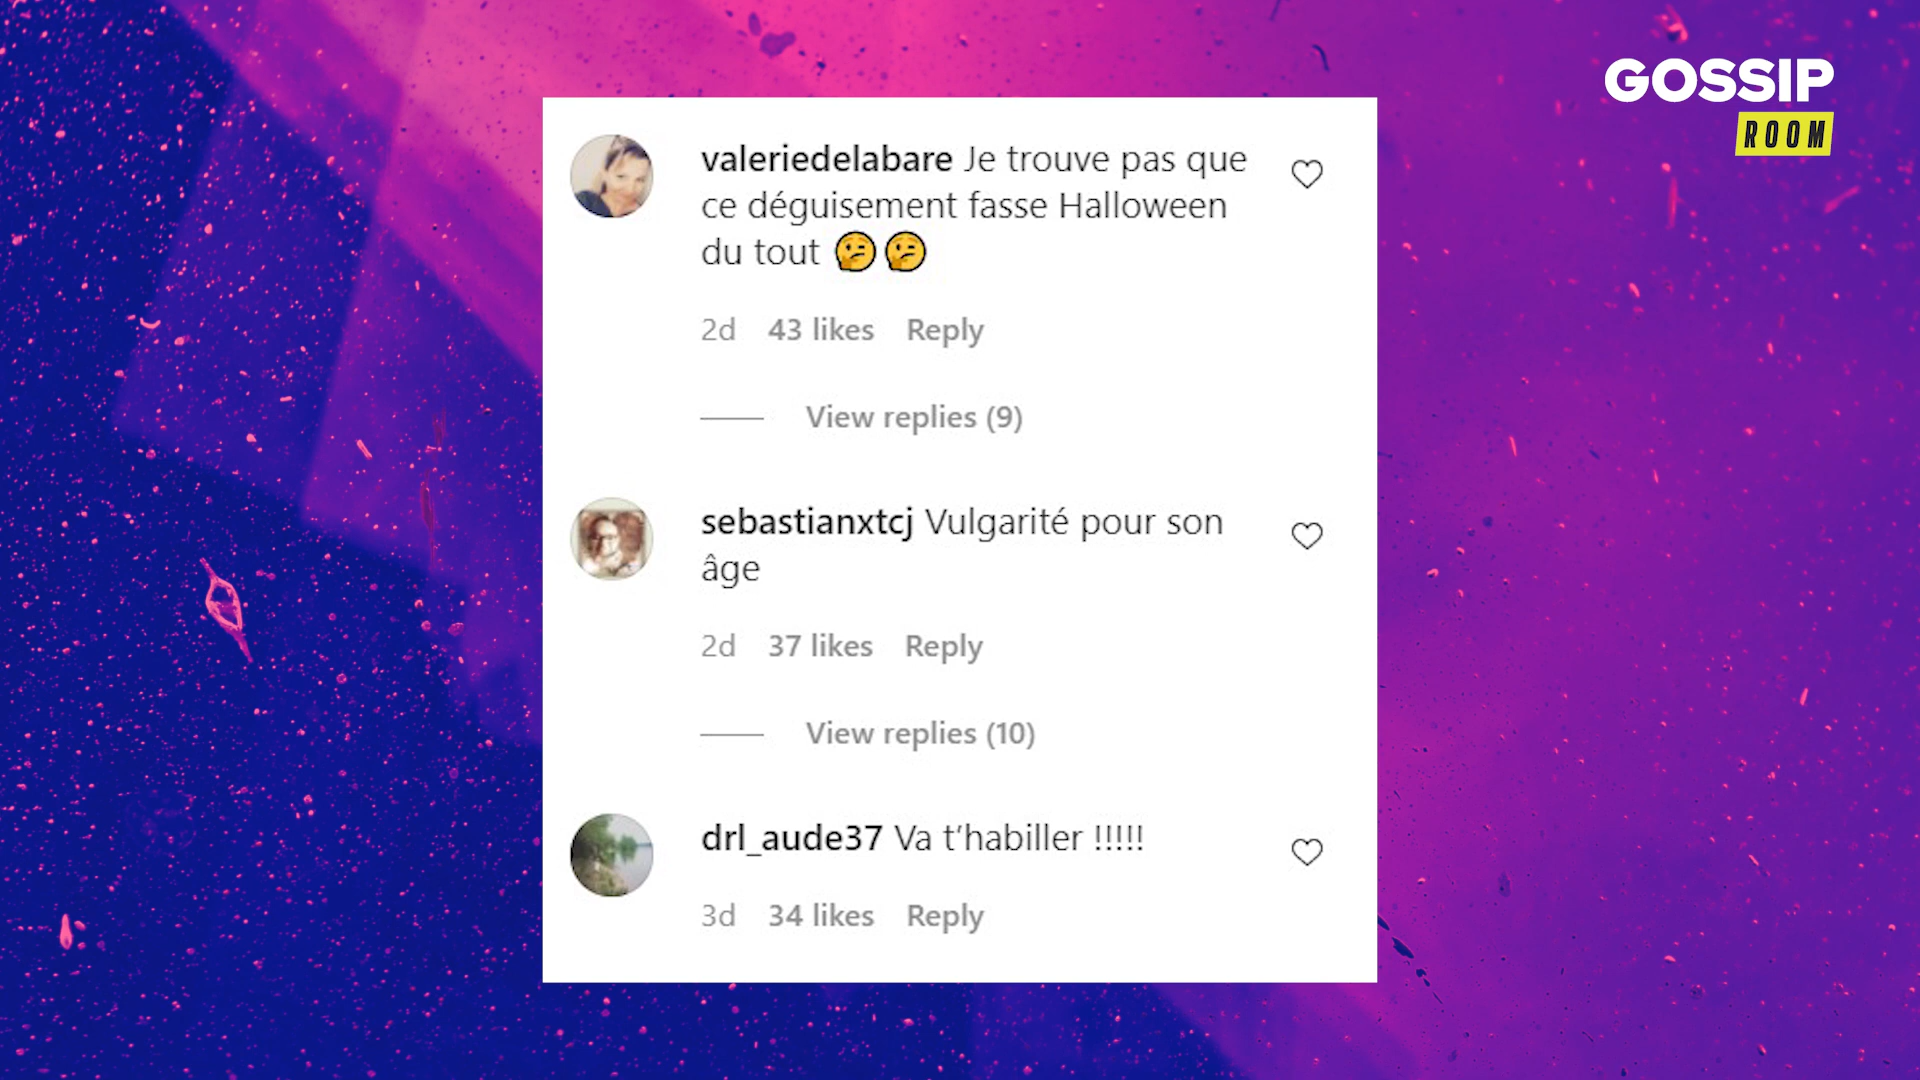 GOSSIP
ROOM
valeriedelabare Je trouve pas que
ce déguisement fasse Halloween
du tout 🤔🤔
2d 43 likes Reply
View replies (9)
sebastianxtcj Vulgarité pour son
âge
2d 37 likes Reply
View replies (10)
drl_aude37 Va t'habiller !!!!!
3d 34 likes Reply